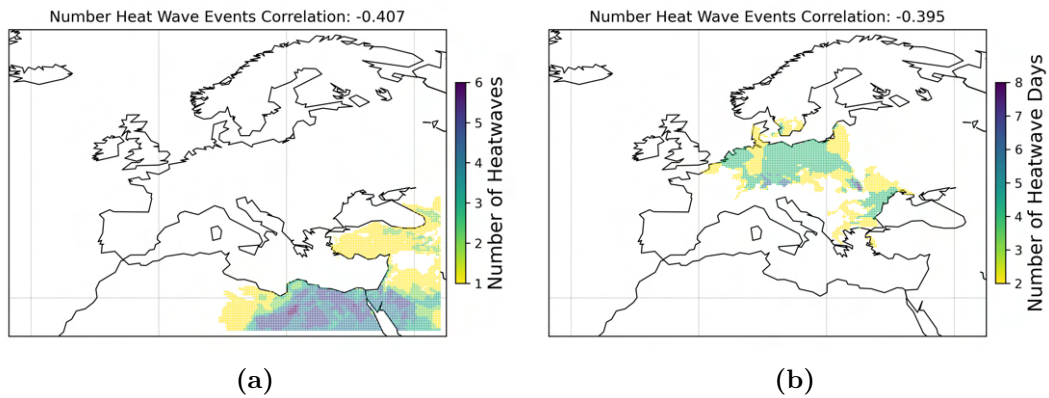 Number Heat Wave Events Correlation: -0.407
6
5
4
3
2
1
Number of Heatwaves
(a)
Number Heat Wave Events Correlation: -0.395
8
7
6
5
4
3
2
Number of Heatwave Days
(b)